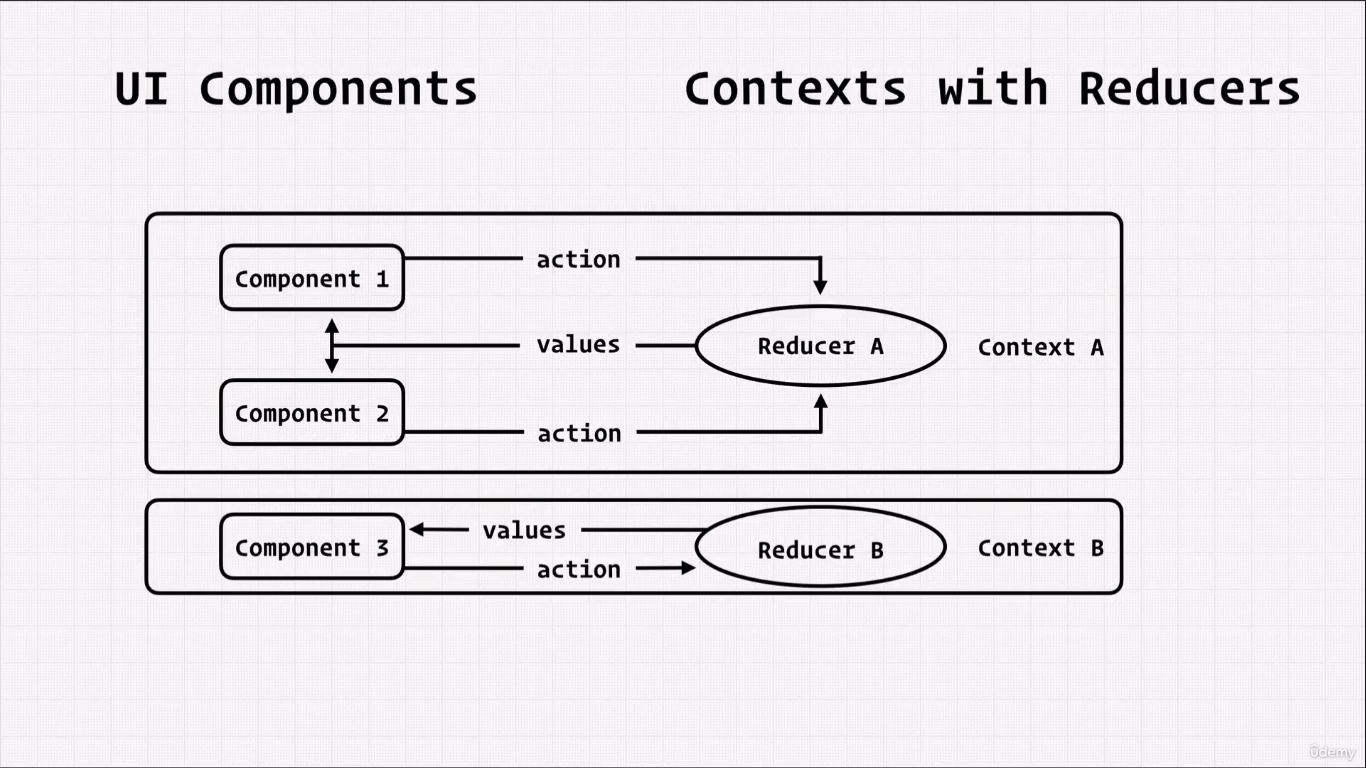 UI Components
Contexts with Reducers
Component 1
action
values
Reducer A
Context A
Component 2
action
Component 3
values
action
Reducer B
Context B
ûdemy